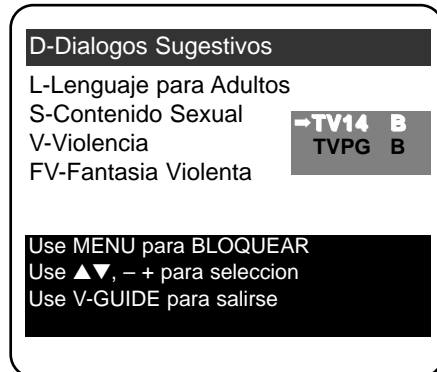 D-Dialogos Sugestivos
L-Lenguaje para Adultos
S-Contenido Sexual
➡TV14 B
V-Violencia
TVPG B
FV-Fantasia Violenta
Use MENU para BLOQUEAR
Use ▲▼, – + para seleccion
Use V-GUIDE para salirse